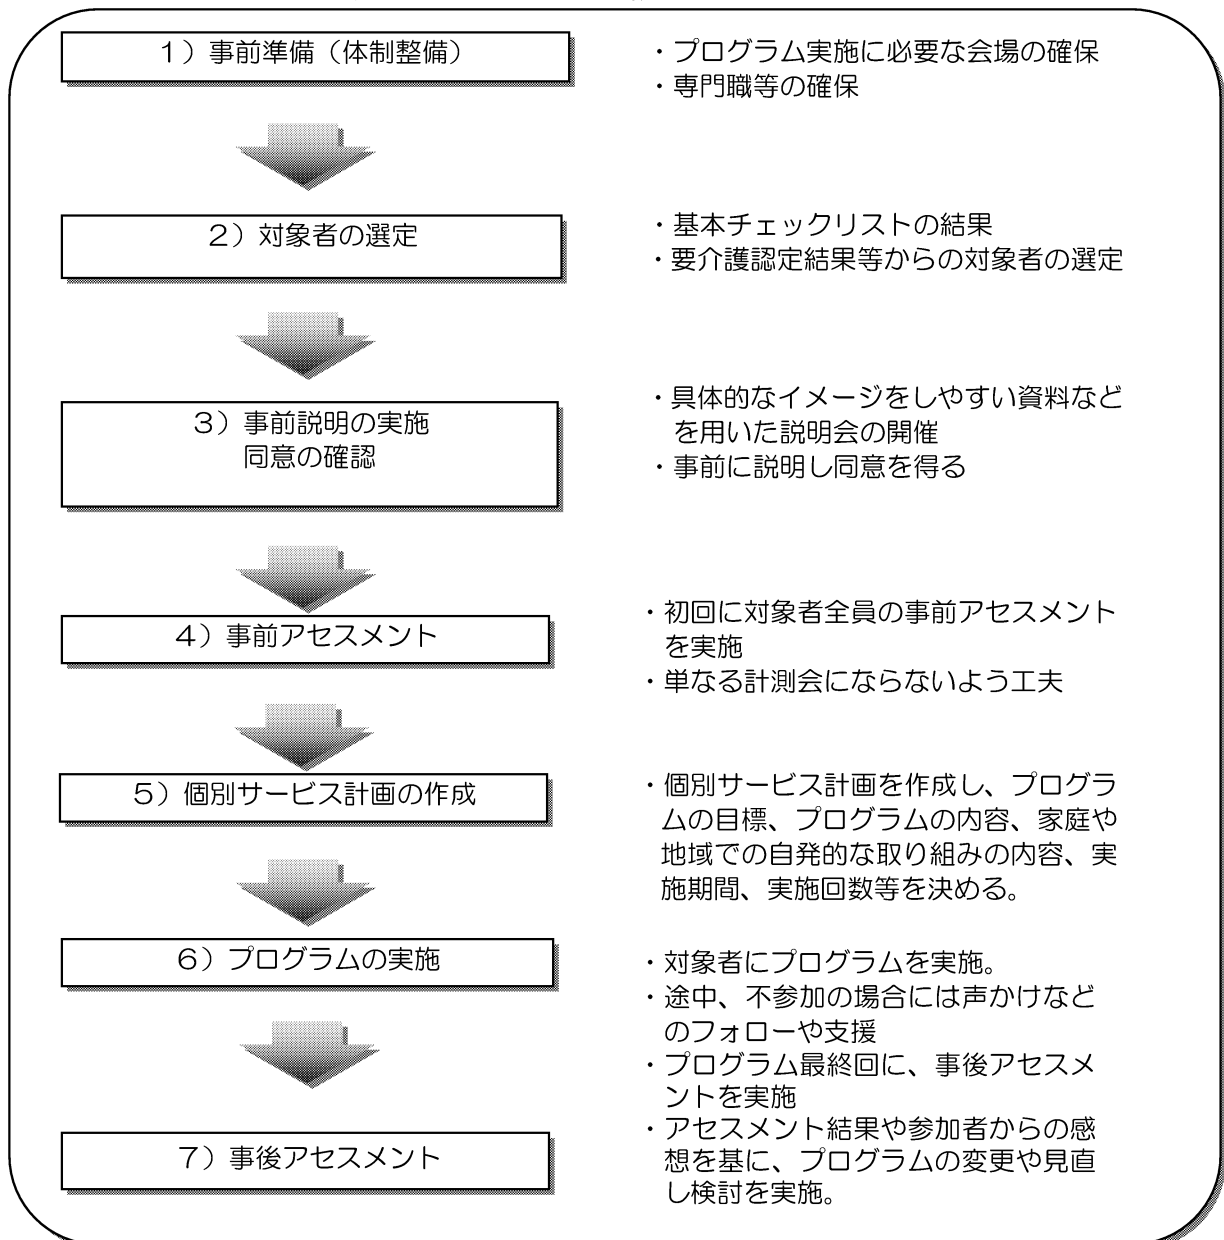 １）事前準備（体制整備）
・プログラム実施に必要な会場の確保
・専門職等の確保
２）対象者の選定
・基本チェックリストの結果
・要介護認定結果等からの対象者の選定
３）事前説明の実施
同意の確認
・具体的なイメージをしやすい資料など
を用いた説明会の開催
・事前に説明し同意を得る
４）事前アセスメント
・初回に対象者全員の事前アセスメント
を実施
・単なる計測会にならないよう工夫
５）個別サービス計画の作成
・個別サービス計画を作成し、プログラ
ムの目標、プログラムの内容、家庭や
地域での自発的な取り組みの内容、実
施期間、実施回数等を決める。
６）プログラムの実施
・対象者にプログラムを実施。
・途中、不参加の場合には声かけなど
のフォローや支援
・プログラム最終回に、事後アセスメ
ントを実施
７）事後アセスメント
・アセスメント結果や参加者からの感
想を基に、プログラムの変更や見直
し検討を実施。